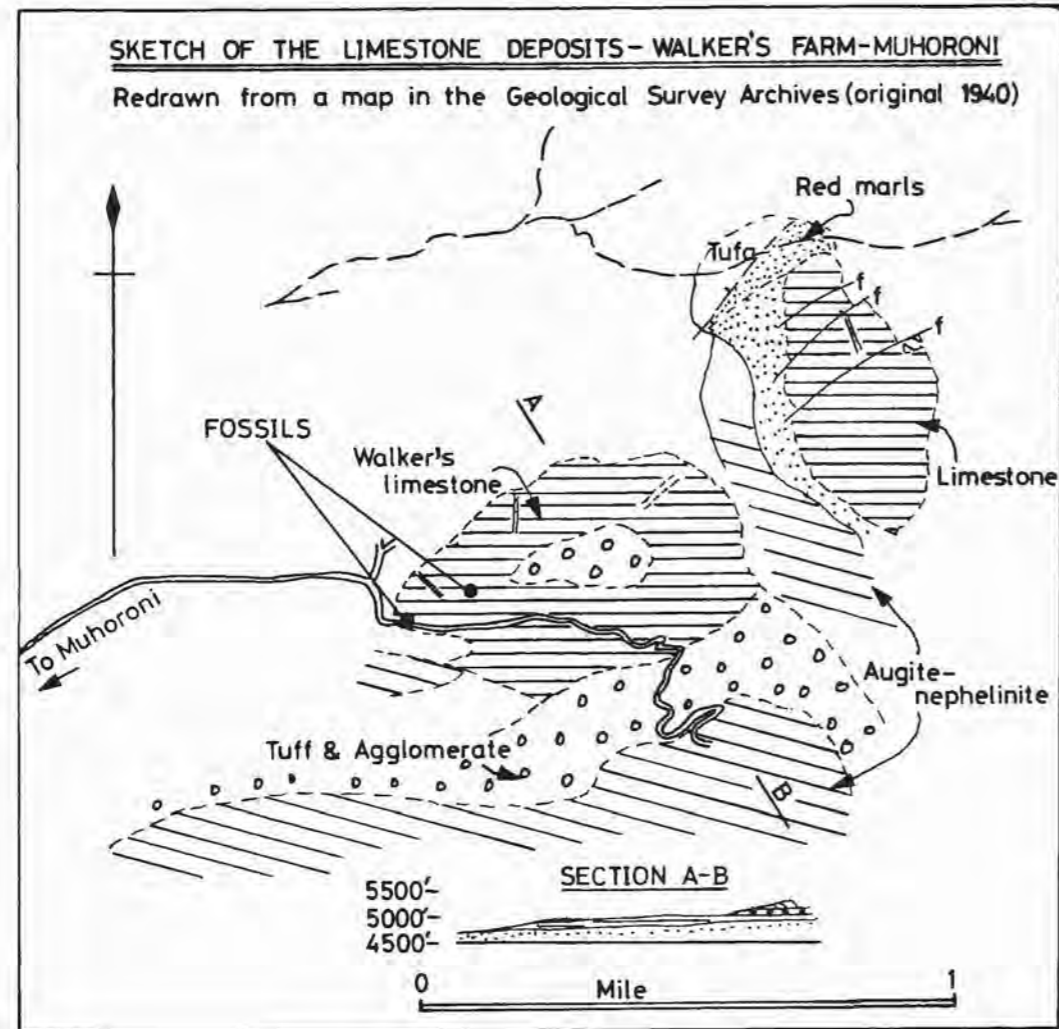 SKETCH OF THE LIMESTONE DEPOSITS - WALKER'S FARM-MUHORONI
Redrawn from a map in the Geological Survey Archives (original 1940)
Red marls
Tufa
f
f
f
A
FOSSILS
Walker's
limestone
Limestone
To Muhoroni
Augite-
nephelinite
Tuff & Agglomerate
B
SECTION A-B
5500'-
5000'-
4500'-
0
Mile
1